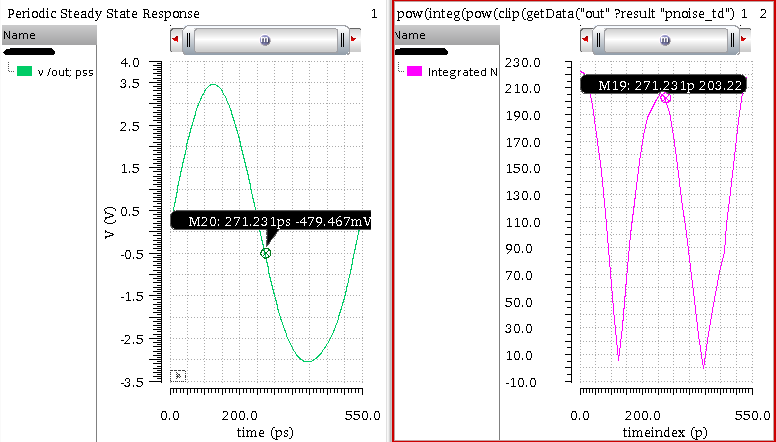 Periodic Steady State Response 1
Name
v /out; pss
4.0
2.5
1.5
0.5
-0.5
-1.5
-2.5
-3.5
V (V)
M20: 271.231ps -479.467mV
0.0 200.0 550.0
time (ps)
pow(integ(pow(clip(getData("out" ?result "pnoise_td") 1 2
Name
Integrated N
230.0
210.0
190.0
170.0
150.0
130.0
110.0
90.0
70.0
50.0
30.0
10.0
-10.0
M19: 271.231p 203.22
0.0 200.0 550.0
timeindex (p)